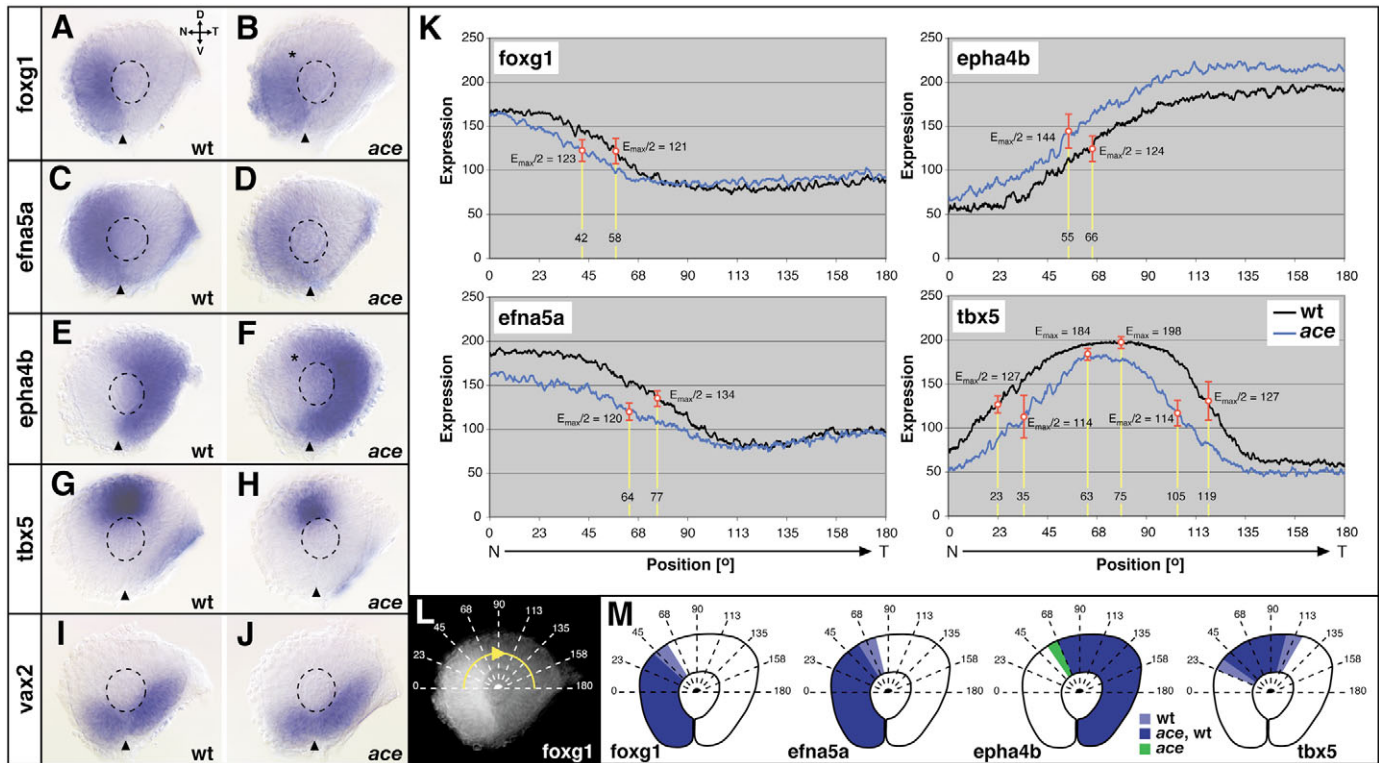 A
D
N T
V
foxg1
wt
B
*
ace
C
efna5a
wt
D
ace
E
epha4b
wt
F
*
ace
G
tbx5
wt
H
ace
I
vax2
wt
J
ace
K
foxg1
Expression
250
200
150
100
50
0
Emax/2 = 123
Emax/2 = 121
42 58
0 23 45 68 90 113 135 158 180
epha4b
Expression
250
200
150
100
50
0
Emax/2 = 144
Emax/2 = 124
55 66
0 23 45 68 90 113 135 158 180
efna5a
Expression
250
200
150
100
50
0
Emax/2 = 134
Emax/2 = 120
64 77
0 23 45 68 90 113 135 158 180
N T
Position [º]
tbx5
wt
ace
Expression
250
200
150
100
50
0
Emax = 184
Emax = 198
Emax/2 = 127
Emax/2 = 114
Emax/2 = 114
Emax/2 = 127
23 35 63 75 105 119
0 23 45 68 90 113 135 158 180
N T
Position [º]
L
0 23 45 68 90 113 135 158 180
foxg1
M
0 23 45 68 90 113 135 158 180
foxg1
0 23 45 68 90 113 135 158 180
efna5a
0 23 45 68 90 113 135 158 180
epha4b
0 23 45 68 90 113 135 158 180
tbx5
wt
ace, wt
ace